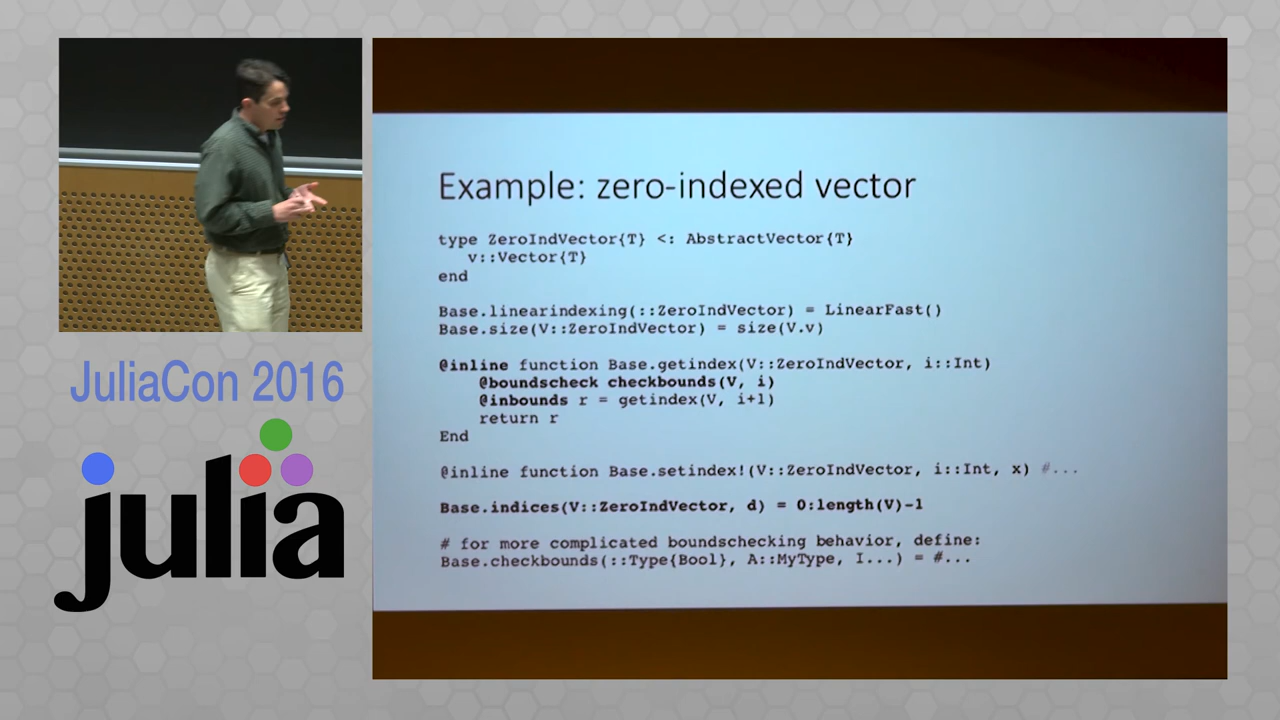 JuliaCon 2016
julia
Example: zero-indexed vector
type ZeroIndVector{T} <: AbstractVector{T}
v::Vector{T}
end
Base.linearindexing(::ZeroIndVector) = LinearFast()
Base.size(V::ZeroIndVector) = size(V.v)
@inline function Base.getindex(V::ZeroIndVector, i::Int)
@boundscheck checkbounds(V, i)
@inbounds r = getindex(V, i+1)
return r
End
@inline function Base.setindex!(V::ZeroIndVector, i::Int, x) #...
Base.indices(V::ZeroIndVector, d) = 0:length(V)-1
# for more complicated boundschecking behavior, define:
Base.checkbounds(::Type{Bool}, A::MyType, I...) = #...